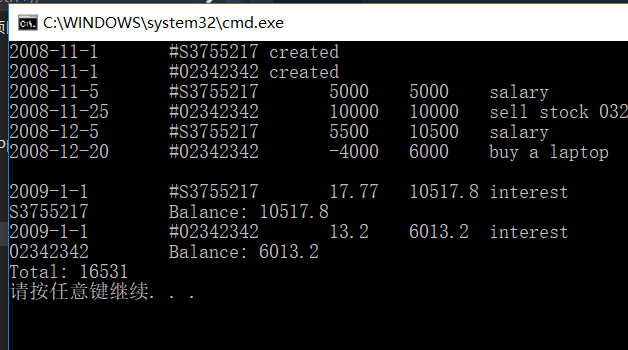 C:\WINDOWS\system32\cmd.exe
2008-11-1 #S3755217 created
2008-11-1 #02342342 created
2008-11-5 #S3755217 5000 5000 salary
2008-11-25 #02342342 10000 10000 sell stock 032
2008-12-5 #S3755217 5500 10500 salary
2008-12-20 #02342342 -4000 6000 buy a laptop
2009-1-1 #S3755217 17.77 10517.8 interest
S3755217 Balance: 10517.8
2009-1-1 #02342342 13.2 6013.2 interest
02342342 Balance: 6013.2
Total: 16531
请按任意键继续. . .